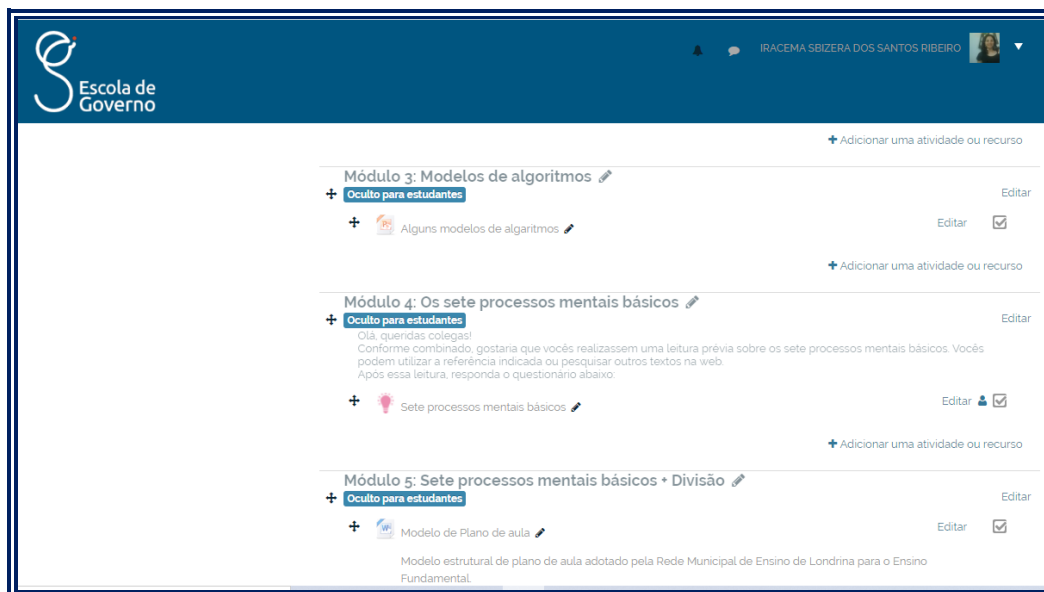 Escola de
Governo
IRACEMA SBIZERA DOS SANTOS RIBEIRO
Adicionar uma atividade ou recurso
Módulo 3: Modelos de algoritmos
Oculto para estudantes
Editar
Alguns modelos de algaritmos
Editar
Adicionar uma atividade ou recurso
Módulo 4: Os sete processos mentais básicos
Oculto para estudantes
Editar
Olá, queridas colegas!
Conforme combinado, gostaria que vocês realizassem uma leitura prévia sobre os sete processos mentais básicos. Vocês
podem utilizar a referência indicada ou pesquisar outros textos na web.
Após essa leitura, responda o questionário abaixo:
Sete processos mentais básicos
Editar
Adicionar uma atividade ou recurso
Módulo 5: Sete processos mentais básicos + Divisão
Oculto para estudantes
Editar
Modelo de Plano de aula
Editar
Modelo estrutural de plano de aula adotado pela Rede Municipal de Ensino de Londrina para o Ensino
Fundamental.